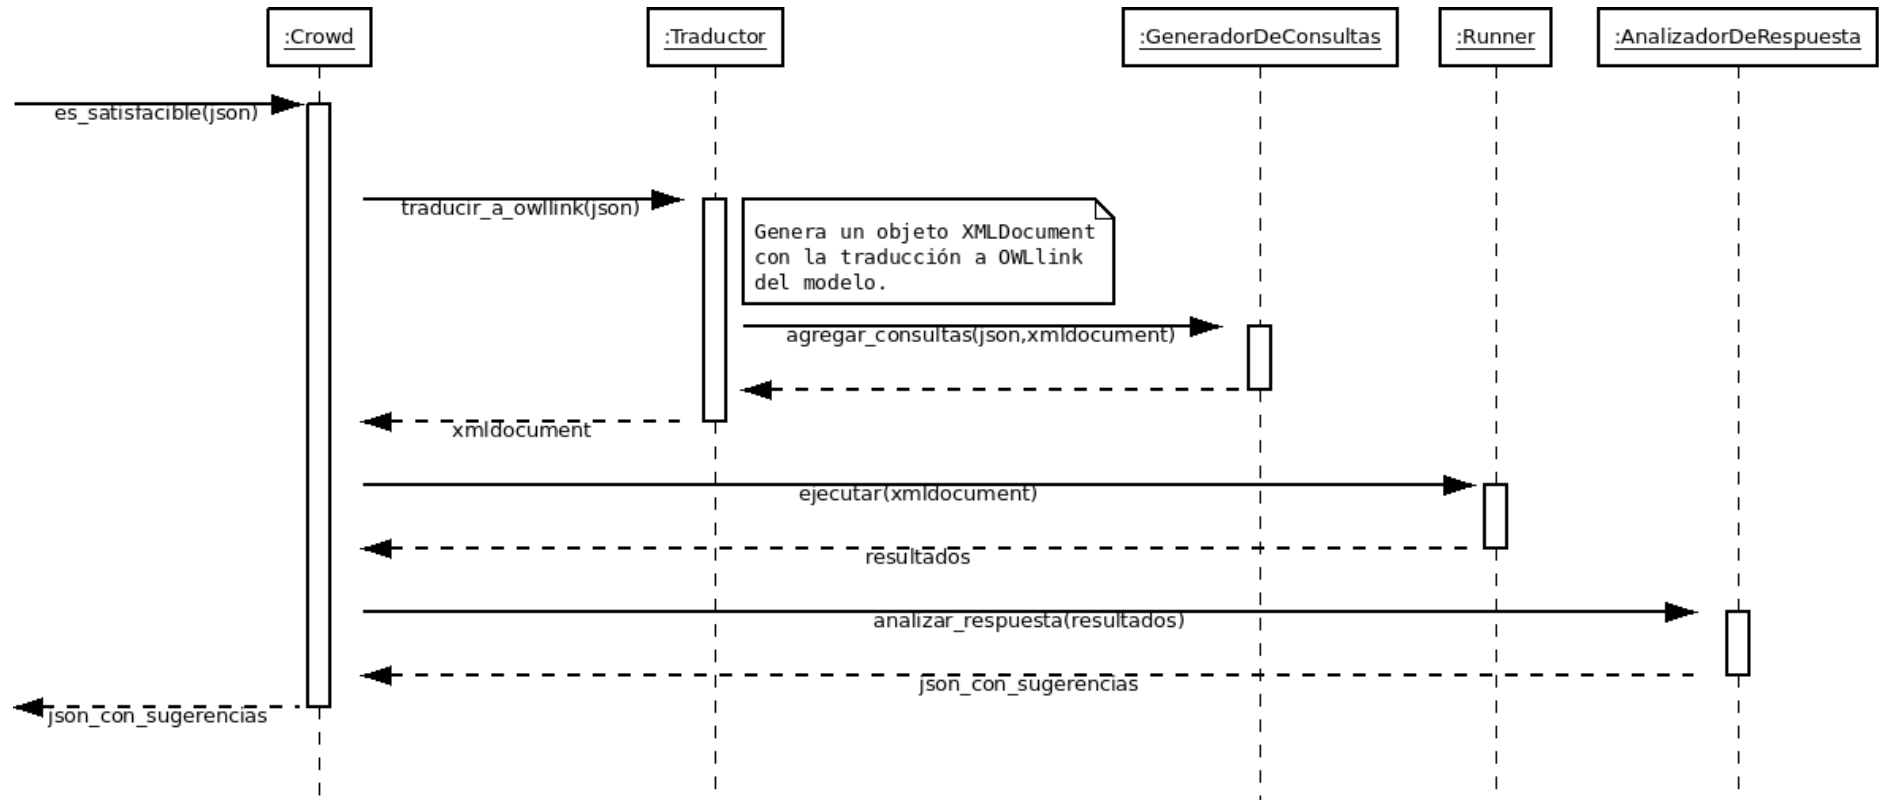 :Crowd
:Traductor
:GeneradorDeConsultas
:Runner
:AnalizadorDeRespuesta
es_satisfacible(json)
traducir_a_owllink(json)
Genera un objeto XMLDocument
con la traducción a OWLlink
del modelo.
agregar_consultas(json,xmldocument)
xmldocument
ejecutar(xmldocument)
resultados
analizar_respuesta(resultados)
json_con_sugerencias
json_con_sugerencias